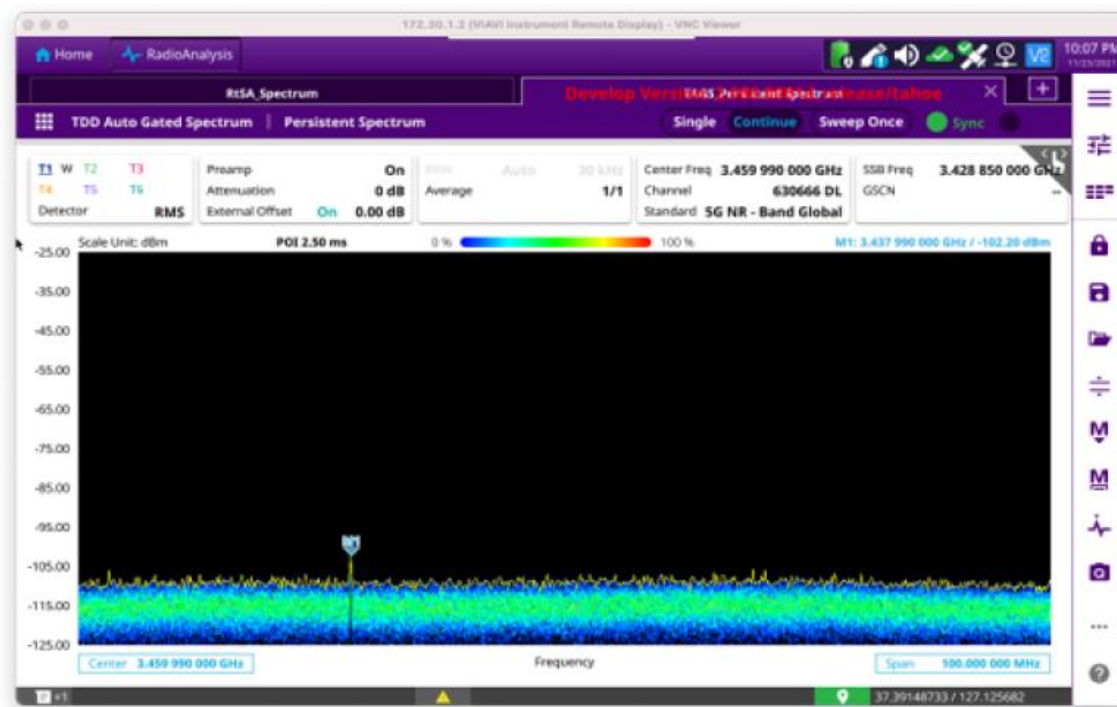 172.30.1.2 (VIAVI Instrument Remote Display) - VNC Viewer
Home RadioAnalysis
10:07 PM
11/23/2021
RtSA_Spectrum
Develop Version
TDD Auto Gated Spectrum | Persistent Spectrum Single Continue Sweep Once Sync
T1 W T2 T3
T4 T5 T6
Detector RMS
Preamp On
Attenuation 0 dB
External Offset On 0.00 dB
RBW Auto 30 kHz
Average 1/1
Center Freq 3.459 990 000 GHz
Channel 630666 DL
Standard 5G NR - Band Global
SSB Freq 3.428 850 000 GHz
GSCN --
Scale Unit: dBm POI 2.50 ms 0 % 100 % M1: 3.437 990 000 GHz / -102.20 dBm
-25.00
-35.00
-45.00
-55.00
-65.00
-75.00
-85.00
-95.00
-105.00
-115.00
-125.00
Center 3.459 990 000 GHz Frequency Span 100.000 000 MHz
+1 37.39148733 / 127.125682